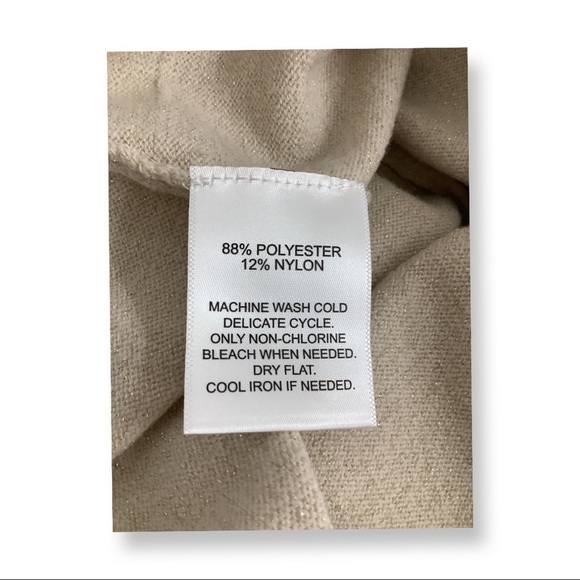 88% POLYESTER
12% NYLON
MACHINE WASH COLD
DELICATE CYCLE.
ONLY NON-CHLORINE
BLEACH WHEN NEEDED.
DRY FLAT.
COOL IRON IF NEEDED.